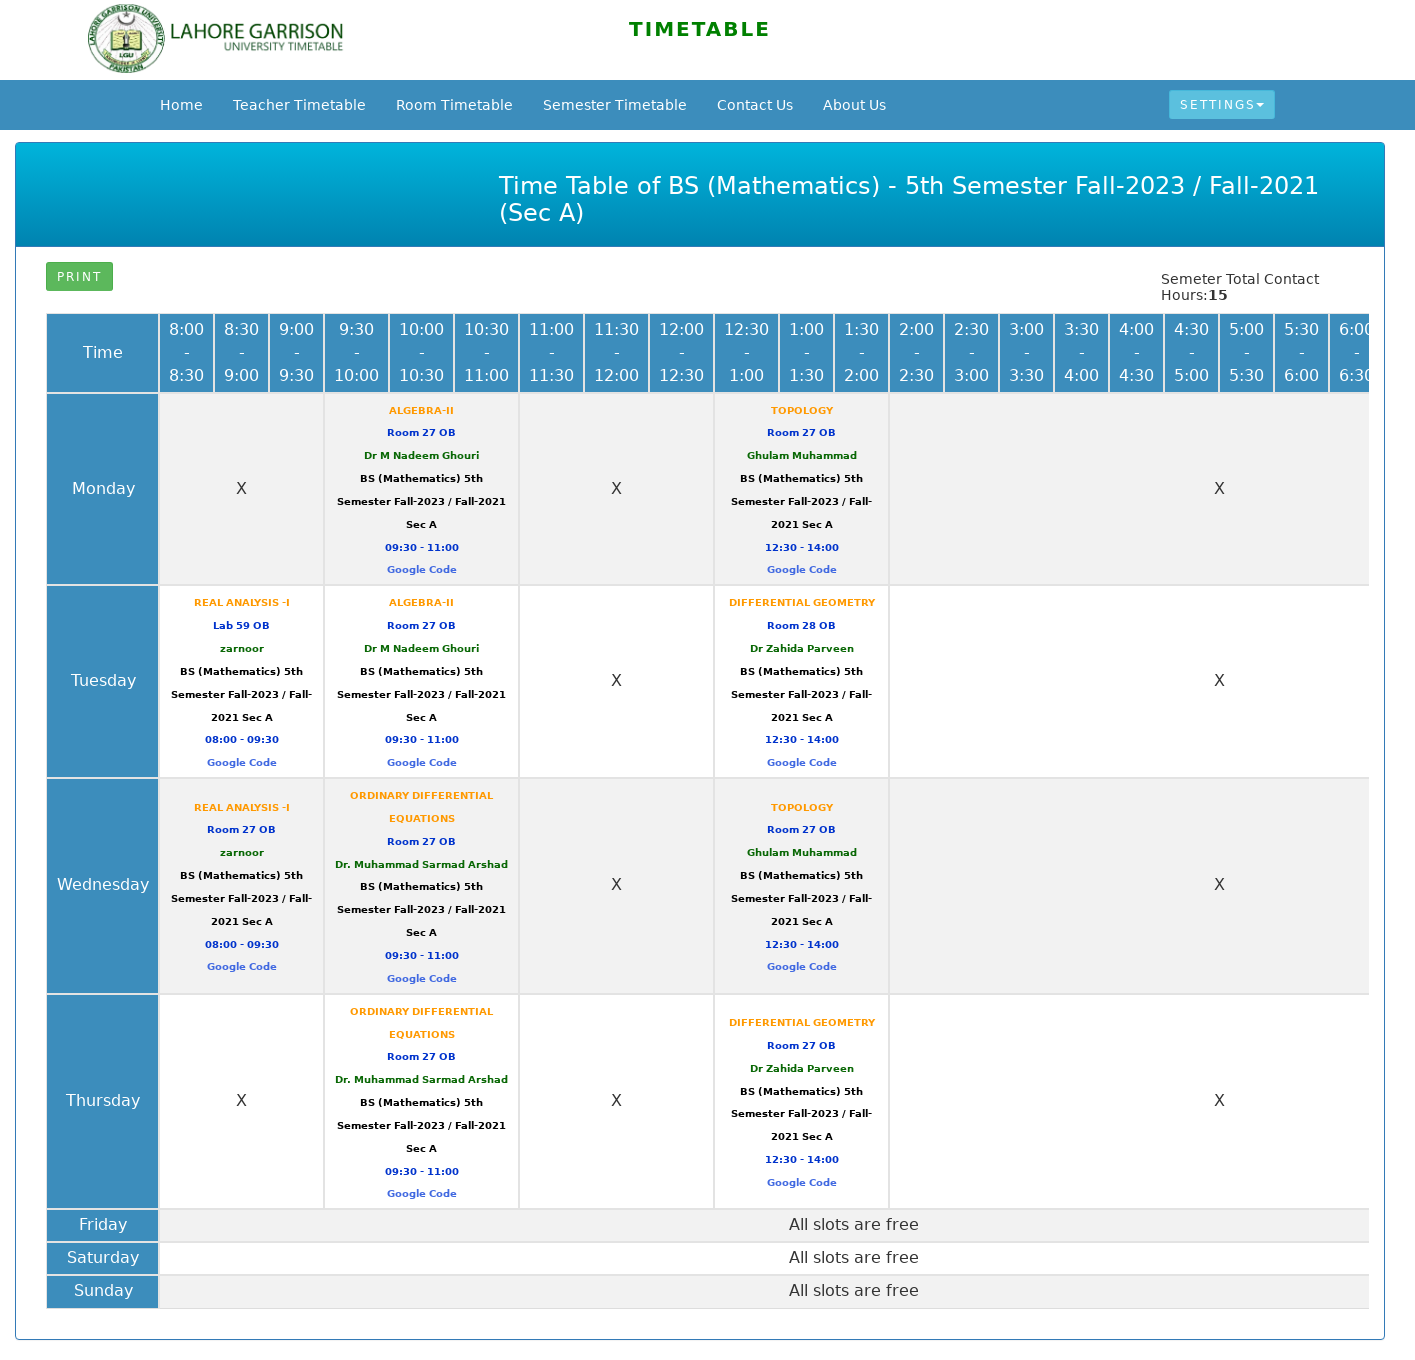 LAHORE GARRISON
UNIVERSITY TIMETABLE
TIMETABLE
Home Teacher Timetable Room Timetable Semester Timetable Contact Us About Us SETTINGS
Time Table of BS (Mathematics) - 5th Semester Fall-2023 / Fall-2021
(Sec A)
PRINT
Semeter Total Contact
Hours:15
Time
8:00 - 8:30
8:30 - 9:00
9:00 - 9:30
9:30 - 10:00
10:00 - 10:30
10:30 - 11:00
11:00 - 11:30
11:30 - 12:00
12:00 - 12:30
12:30 - 1:00
1:00 - 1:30
1:30 - 2:00
2:00 - 2:30
2:30 - 3:00
3:00 - 3:30
3:30 - 4:00
4:00 - 4:30
4:30 - 5:00
5:00 - 5:30
5:30 - 6:00
6:00 - 6:30
Monday
X
ALGEBRA-II
Room 27 OB
Dr M Nadeem Ghouri
BS (Mathematics) 5th
Semester Fall-2023 / Fall-2021
Sec A
09:30 - 11:00
Google Code
X
TOPOLOGY
Room 27 OB
Ghulam Muhammad
BS (Mathematics) 5th
Semester Fall-2023 / Fall-
2021 Sec A
12:30 - 14:00
Google Code
X
Tuesday
REAL ANALYSIS -I
Lab 59 OB
zarnoor
BS (Mathematics) 5th
Semester Fall-2023 / Fall-
2021 Sec A
08:00 - 09:30
Google Code
ALGEBRA-II
Room 27 OB
Dr M Nadeem Ghouri
BS (Mathematics) 5th
Semester Fall-2023 / Fall-2021
Sec A
09:30 - 11:00
Google Code
X
DIFFERENTIAL GEOMETRY
Room 28 OB
Dr Zahida Parveen
BS (Mathematics) 5th
Semester Fall-2023 / Fall-
2021 Sec A
12:30 - 14:00
Google Code
X
Wednesday
REAL ANALYSIS -I
Room 27 OB
zarnoor
BS (Mathematics) 5th
Semester Fall-2023 / Fall-
2021 Sec A
08:00 - 09:30
Google Code
ORDINARY DIFFERENTIAL
EQUATIONS
Room 27 OB
Dr. Muhammad Sarmad Arshad
BS (Mathematics) 5th
Semester Fall-2023 / Fall-2021
Sec A
09:30 - 11:00
Google Code
X
TOPOLOGY
Room 27 OB
Ghulam Muhammad
BS (Mathematics) 5th
Semester Fall-2023 / Fall-
2021 Sec A
12:30 - 14:00
Google Code
X
Thursday
X
ORDINARY DIFFERENTIAL
EQUATIONS
Room 27 OB
Dr. Muhammad Sarmad Arshad
BS (Mathematics) 5th
Semester Fall-2023 / Fall-2021
Sec A
09:30 - 11:00
Google Code
X
DIFFERENTIAL GEOMETRY
Room 27 OB
Dr Zahida Parveen
BS (Mathematics) 5th
Semester Fall-2023 / Fall-
2021 Sec A
12:30 - 14:00
Google Code
X
Friday
All slots are free
Saturday
All slots are free
Sunday
All slots are free